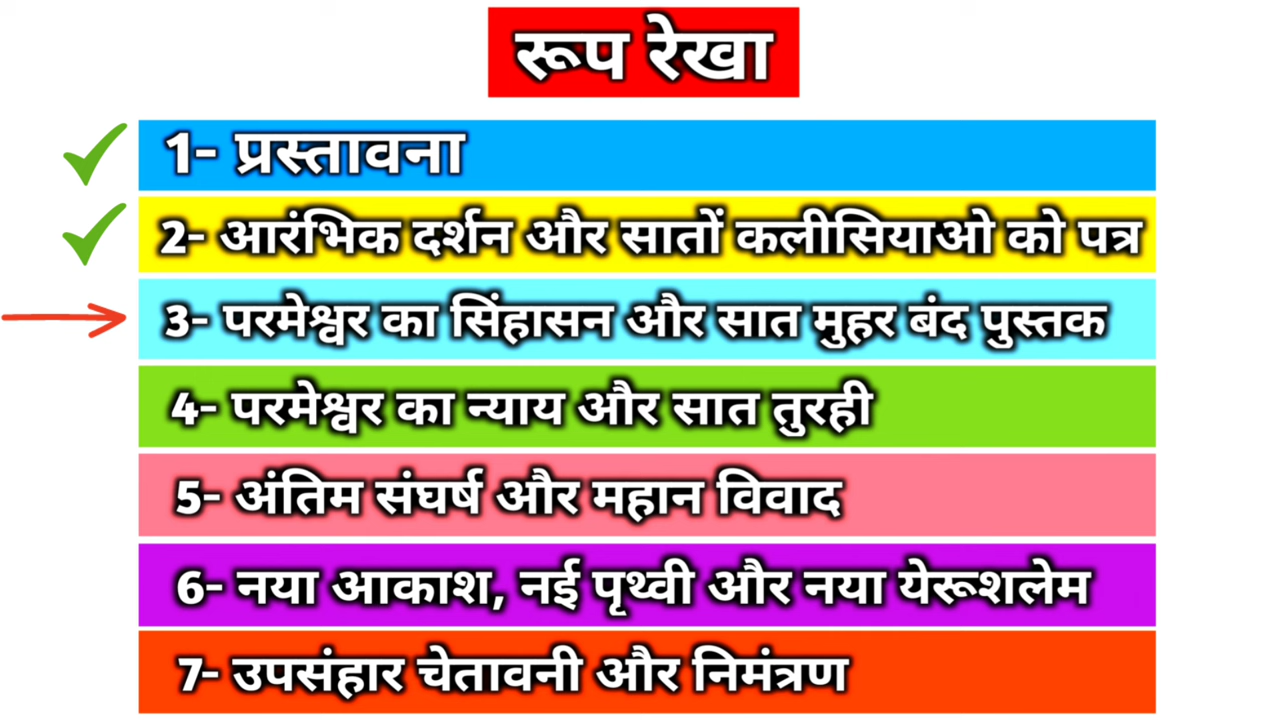 रूप रेखा
1- प्रस्तावना
2- आरंभिक दर्शन और सातों कलीसियाओ को पत्र
3- परमेश्वर का सिंहासन और सात मुहर बंद पुस्तक
4- परमेश्वर का न्याय और सात तुरही
5- अंतिम संघर्ष और महान विवाद
6- नया आकाश, नई पृथ्वी और नया येरूशलेम
7- उपसंहार चेतावनी और निमंत्रण